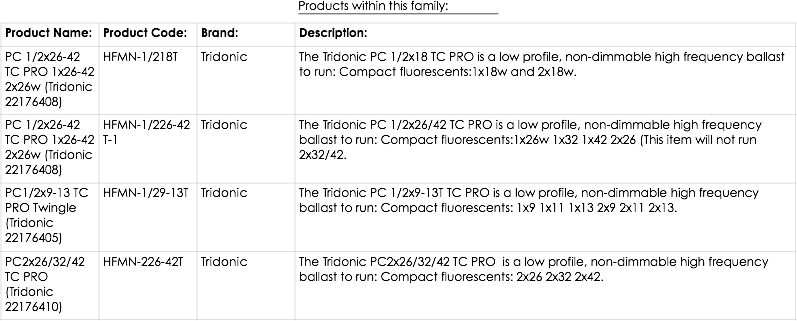 Products within this family:
Product Name: Product Code: Brand: Description:
PC 1/2x26-42 HFMN-1/218T Tridonic The Tridonic PC 1/2x18 TC PRO is a low profile, non-dimmable high frequency ballast
TC PRO 1x26-42 to run: Compact fluorescents:1x18w and 2x18w.
2x26w (Tridonic
22176408)
PC 1/2x26-42 HFMN-1/226-42 Tridonic The Tridonic PC 1/2x26/42 TC PRO is a low profile, non-dimmable high frequency
TC PRO 1x26-42 T-1 ballast to run: Compact fluorescents:1x26w 1x32 1x42 2x26 (This item will not run
2x26w (Tridonic 2x32/42.
22176408)
PC1/2x9-13 TC HFMN-1/29-13T Tridonic The Tridonic PC 1/2x9-13T TC PRO is a low profile, non-dimmable high frequency
PRO Twingle ballast to run: Compact fluorescents: 1x9 1x11 1x13 2x9 2x11 2x13.
(Tridonic
22176405)
PC2x26/32/42 HFMN-226-42T Tridonic The Tridonic PC2x26/32/42 TC PRO is a low profile, non-dimmable high frequency
TC PRO ballast to run: Compact fluorescents: 2x26 2x32 2x42.
(Tridonic
22176410)